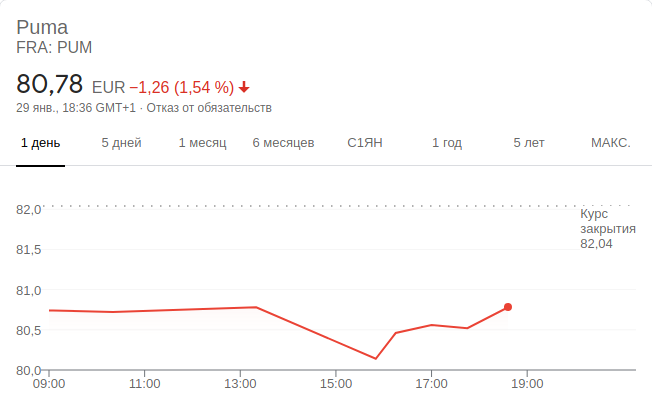 Puma
FRA: PUM
80,78 EUR −1,26 (1,54 %)
29 янв., 18:36 GMT+1 · Отказ от обязательств
1 день 5 дней 1 месяц 6 месяцев С1ЯН 1 год 5 лет МАКС.
82,0
Курс
закрытия
82,04
81,5
81,0
80,5
80,0
09:00 11:00 13:00 15:00 17:00 19:00